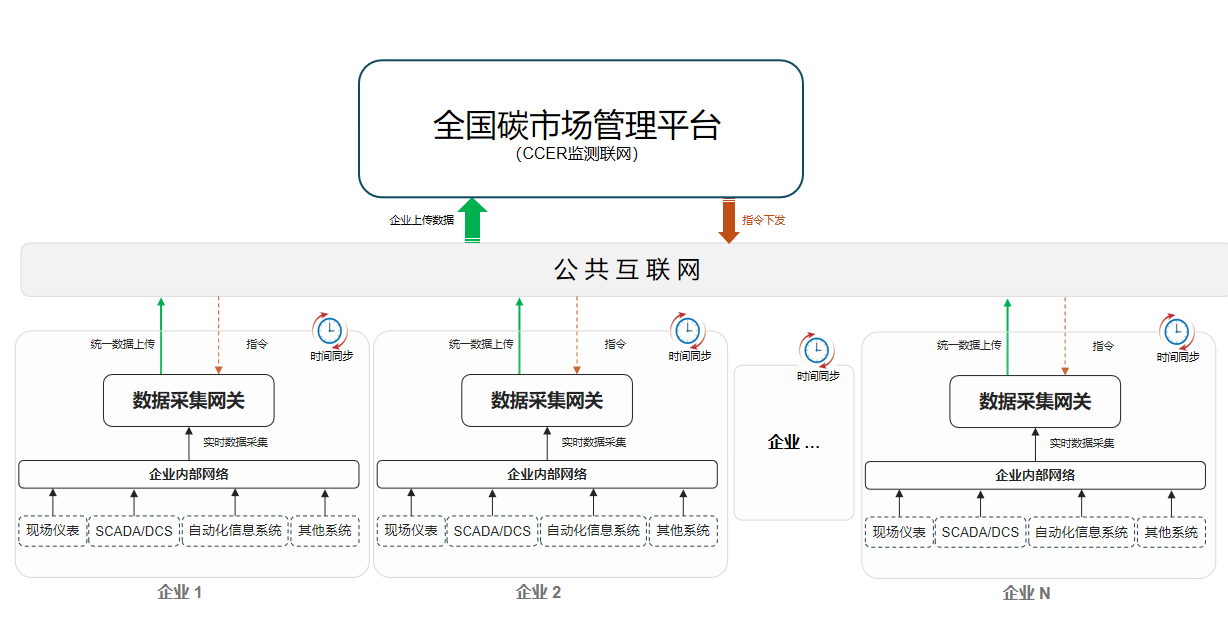 全国碳市场管理平台
（CCER监测联网）
企业上传数据
指令下发
公共互联网
统一数据上传
指令
时间同步
数据采集网关
实时数据采集
企业内部网络
现场仪表
SCADA/DCS
自动化信息系统
其他系统
企业 1
统一数据上传
指令
时间同步
数据采集网关
实时数据采集
企业内部网络
现场仪表
SCADA/DCS
自动化信息系统
其他系统
企业 2
时间同步
企业 ...
统一数据上传
指令
时间同步
数据采集网关
实时数据采集
企业内部网络
现场仪表
SCADA/DCS
自动化信息系统
其他系统
企业 N